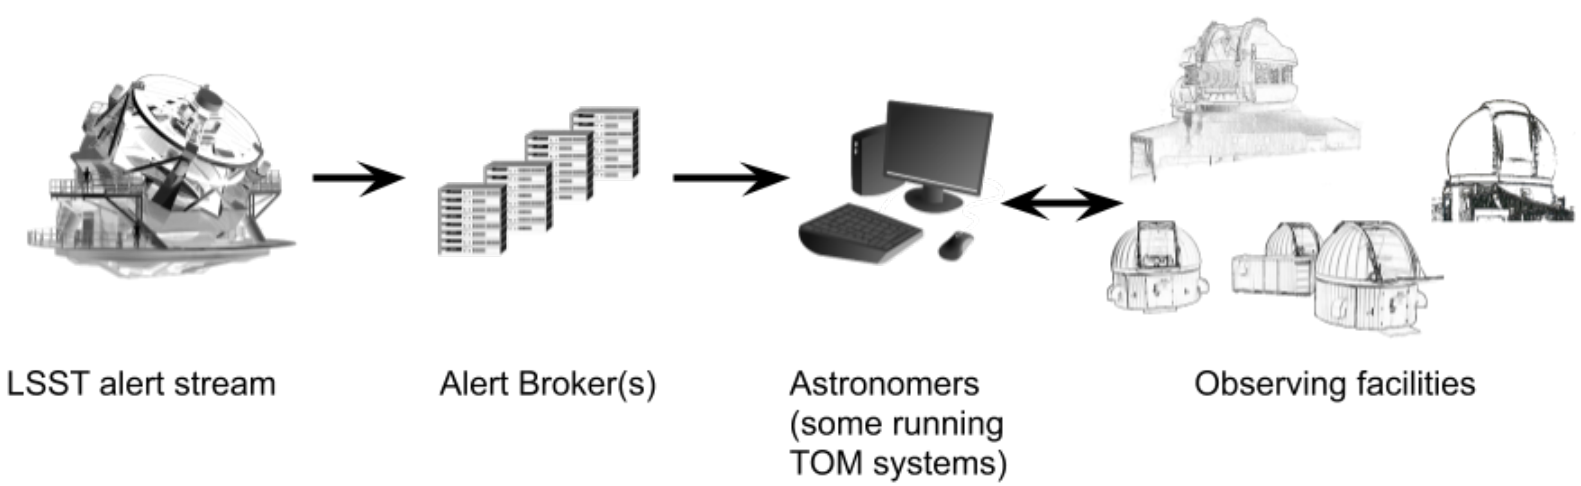 LSST alert stream
Alert Broker(s)
Astronomers
(some running
TOM systems)
Observing facilities